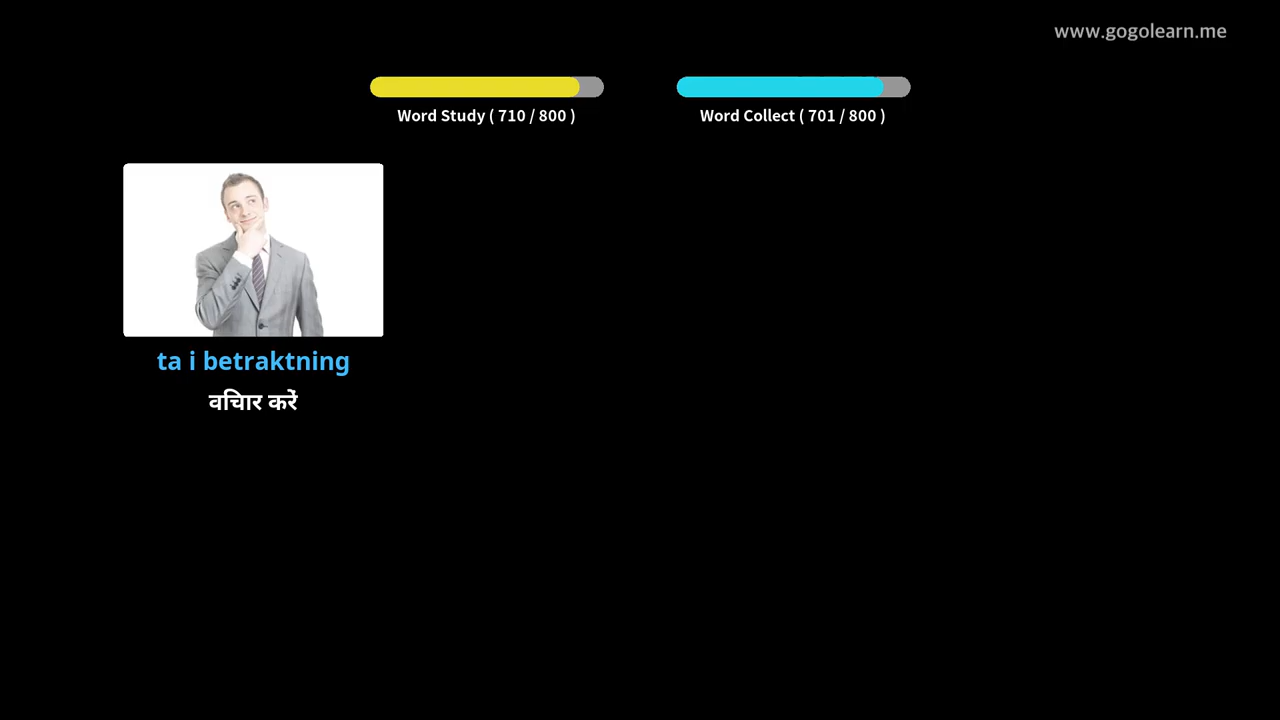 www.gogolearn.me
Word Study ( 710 / 800 )
Word Collect ( 701 / 800 )
ta i betraktning
वचिार करें